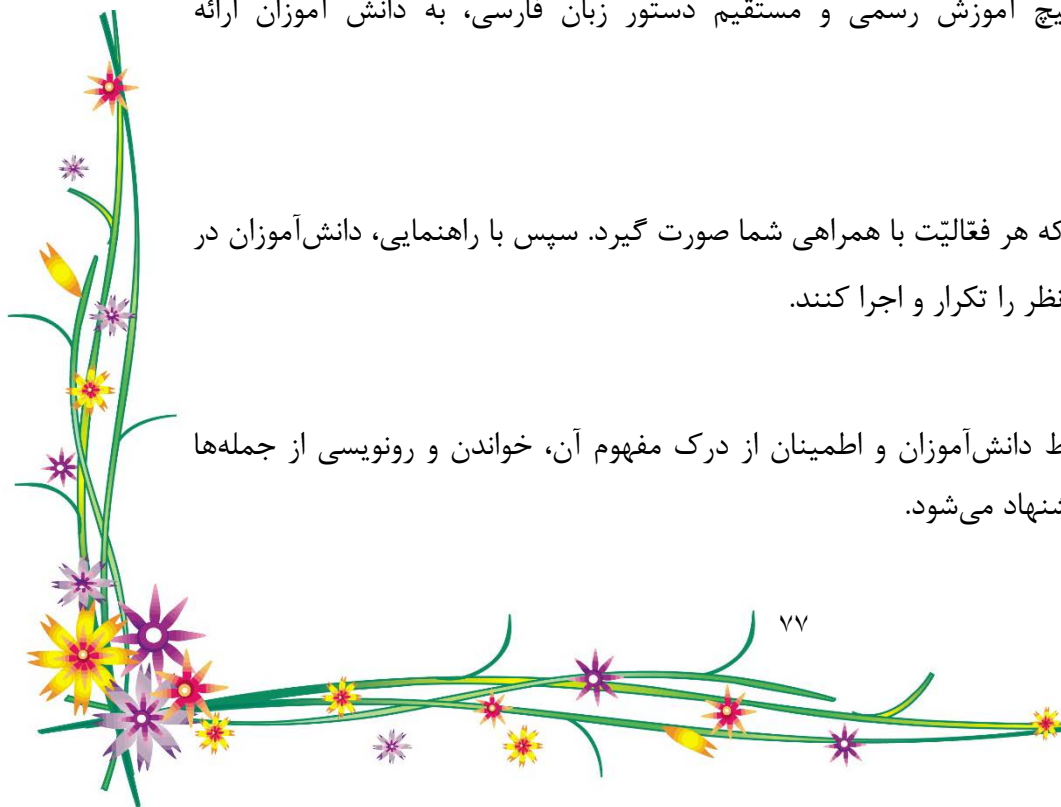 آموزش رسمی و مستقیم دستور زبان فارسی، به دانش آموزان ارائه
که هر فعّالیّت با همراهی شما صورت گیرد. سپس با راهنمایی، دانش‌آموزان در
نظر را تکرار و اجرا کنند.
دانش‌آموزان و اطمینان از درک مفهوم آن، خواندن و رونویسی از جمله‌ها
می‌شود.
۷۷